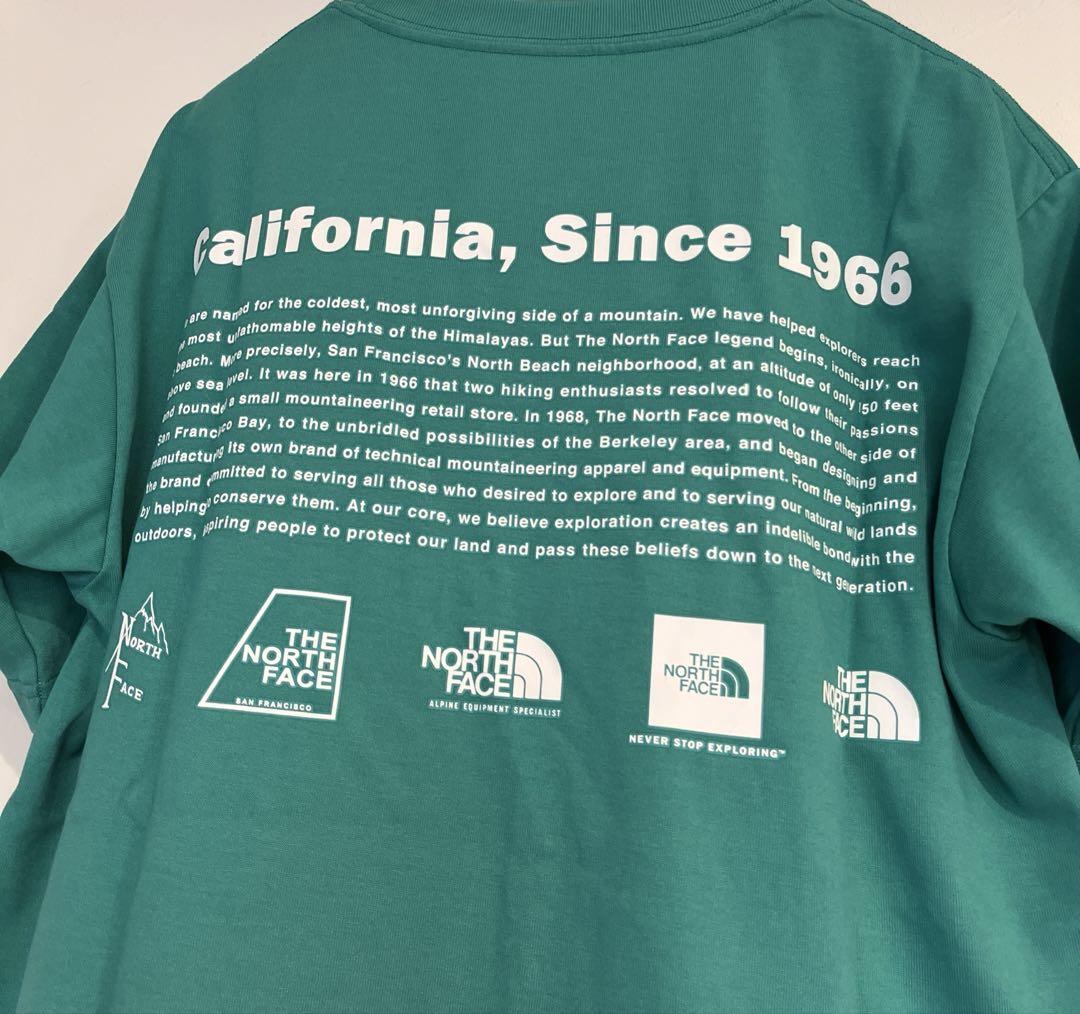 California, Since 1966
are named for the coldest, most unforgiving side of a mountain. We have helped explorers reach
most unfathomable heights of the Himalayas. But The North Face legend begins, ironically, on
beach. More precisely, San Francisco's North Beach neighborhood, at an altitude of only 150 feet
above sea level. It was here in 1966 that two hiking enthusiasts resolved to follow their passions
and founded a small mountaineering retail store. In 1968, The North Face moved to the other side of
San Francisco Bay, to the unbridled possibilities of the Berkeley area, and began designing and
manufacturing its own brand of technical mountaineering apparel and equipment. From the beginning,
the brand committed to serving all those who desired to explore and to serving our natural wild lands
by helping conserve them. At our core, we believe exploration creates an indelible bond with the
outdoors, inspiring people to protect our land and pass these beliefs down to the next generation.
NORTH
FACE
THE
NORTH
FACE
SAN FRANCISCO
THE
NORTH
FACE
ALPINE EQUIPMENT SPECIALIST
THE
NORTH
FACE
NEVER STOP EXPLORING™
THE
NORTH
FACE